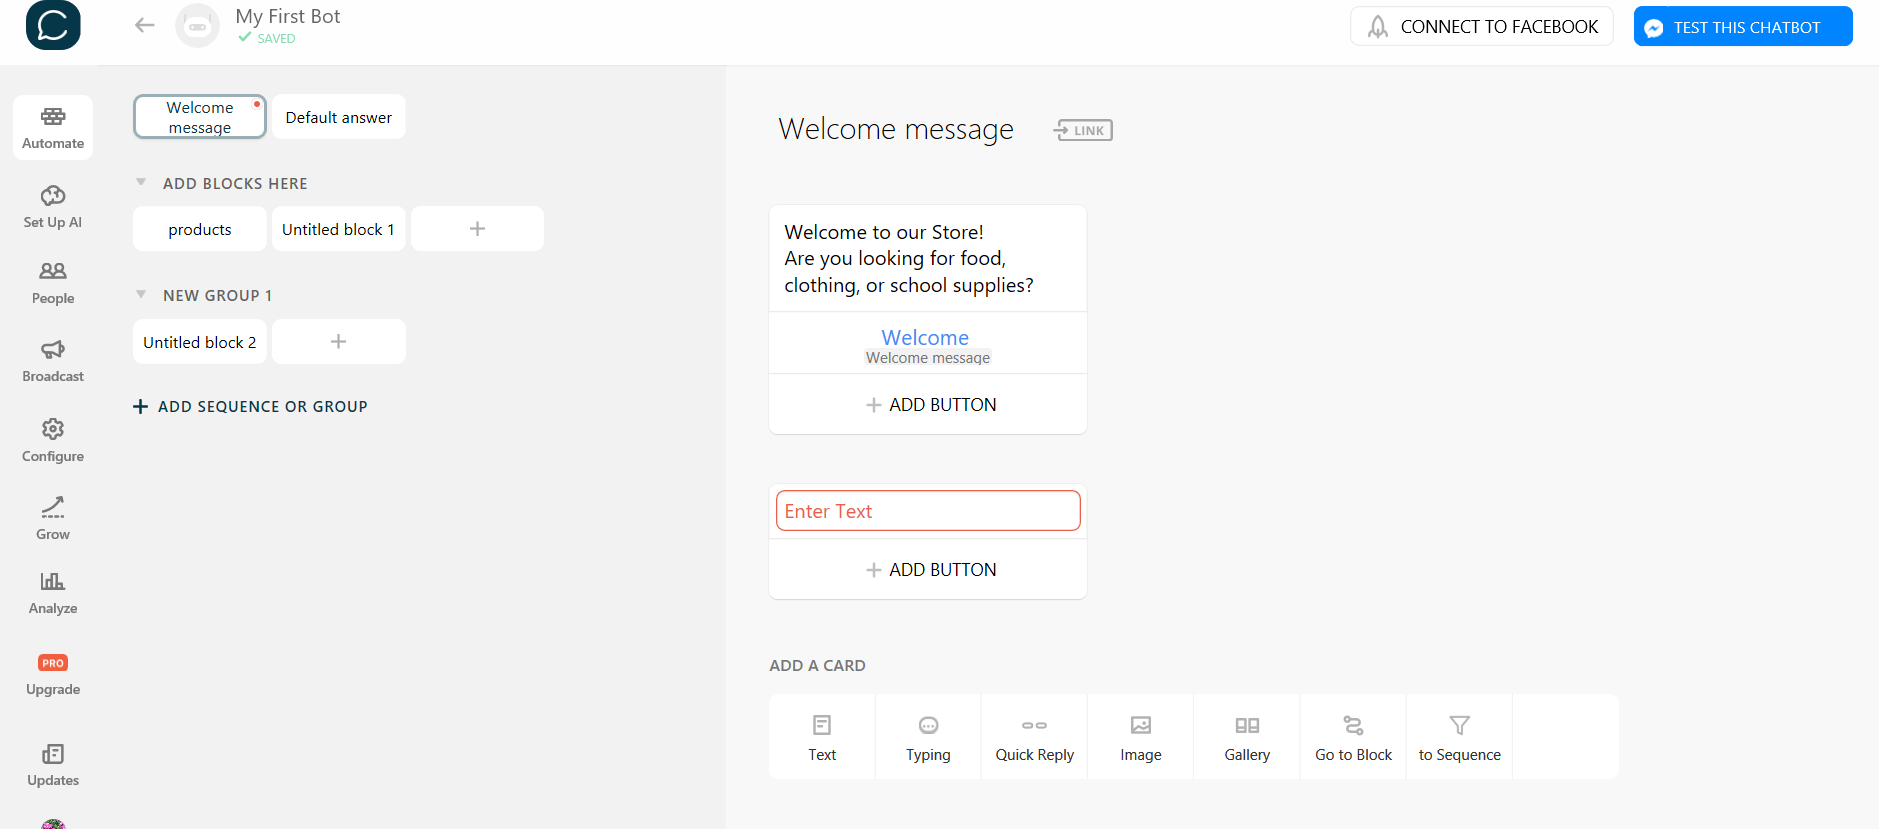 My First Bot
SAVED
CONNECT TO FACEBOOK
TEST THIS CHATBOT
Automate
Set Up AI
People
Broadcast
Configure
Grow
Analyze
PRO
Upgrade
Updates
Welcome
message
Default answer
ADD BLOCKS HERE
products
Untitled block 1
NEW GROUP 1
Untitled block 2
ADD SEQUENCE OR GROUP
Welcome message
LINK
Welcome to our Store!
Are you looking for food,
clothing, or school supplies?
Welcome
Welcome message
ADD BUTTON
Enter Text
ADD BUTTON
ADD A CARD
Text
Typing
Quick Reply
Image
Gallery
Go to Block
to Sequence